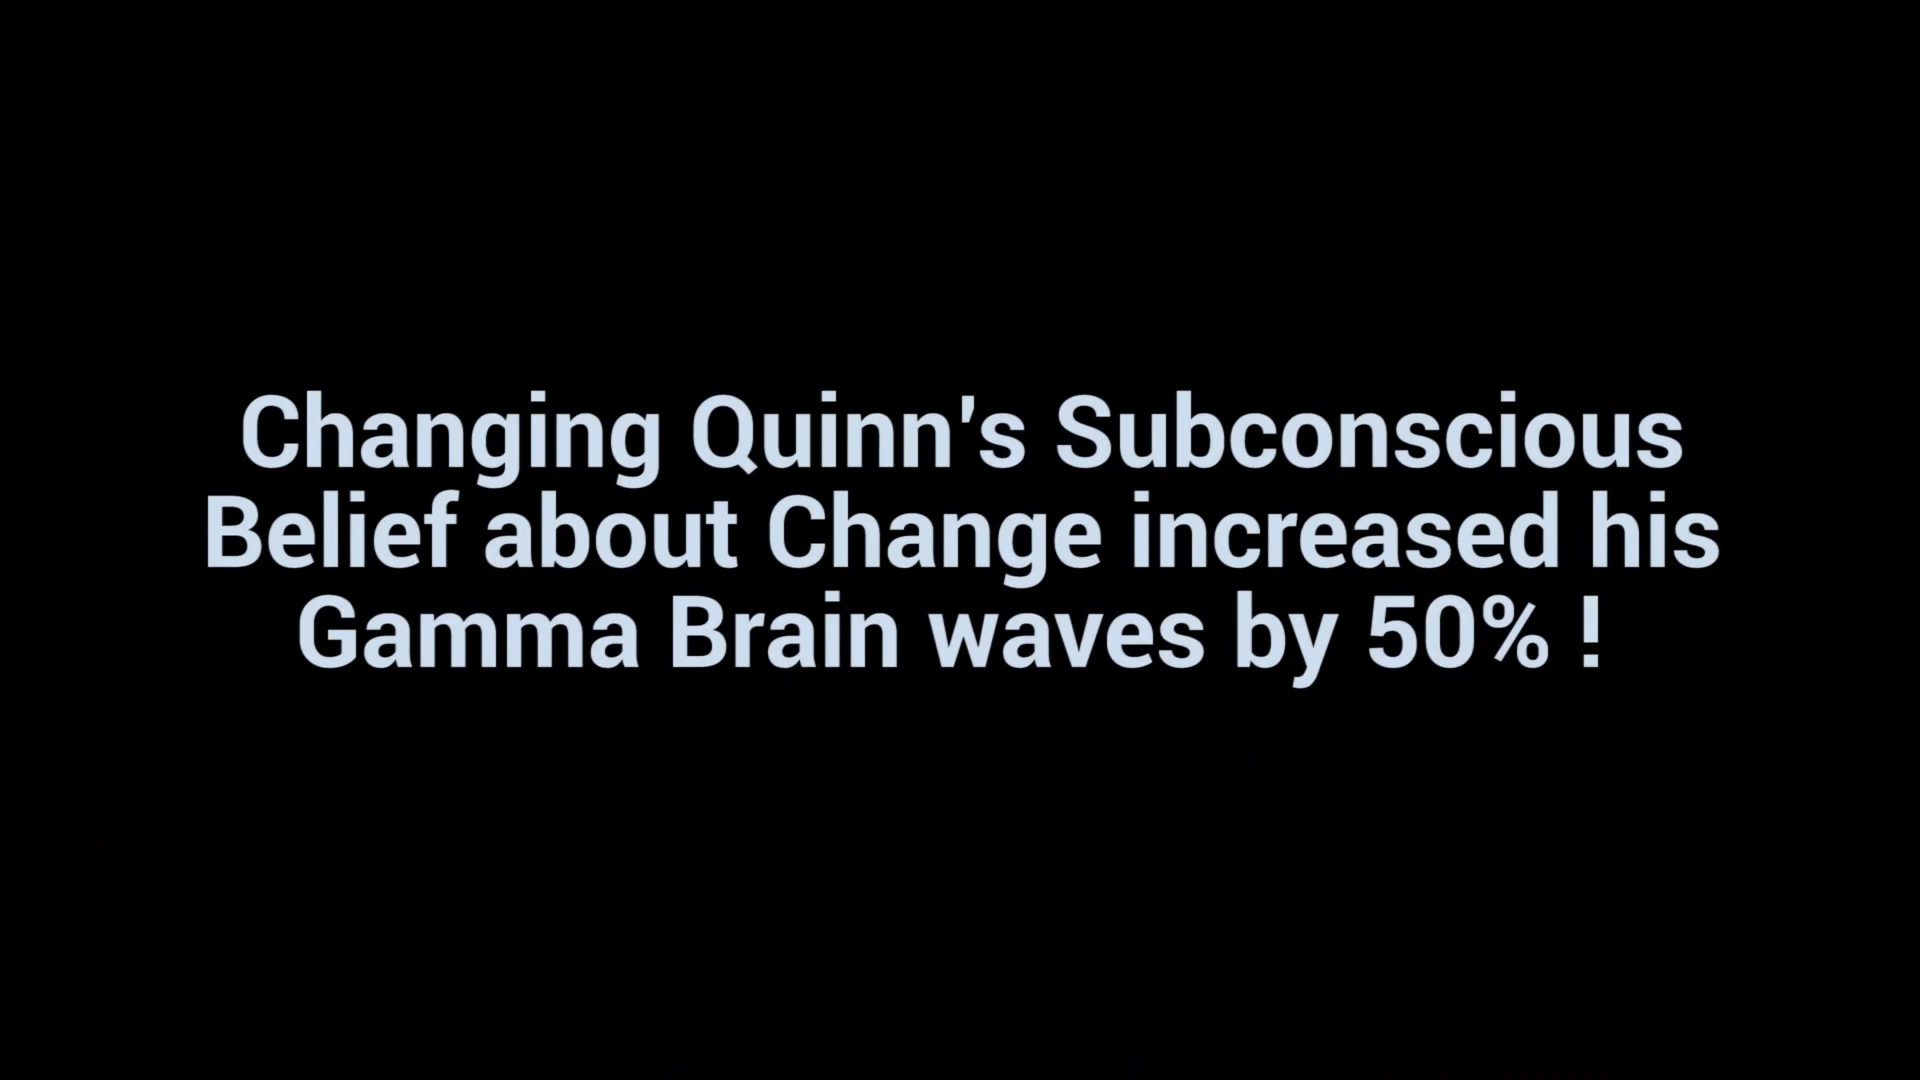 Changing Quinn's Subconscious
Belief about Change increased his
Gamma Brain waves by 50% !